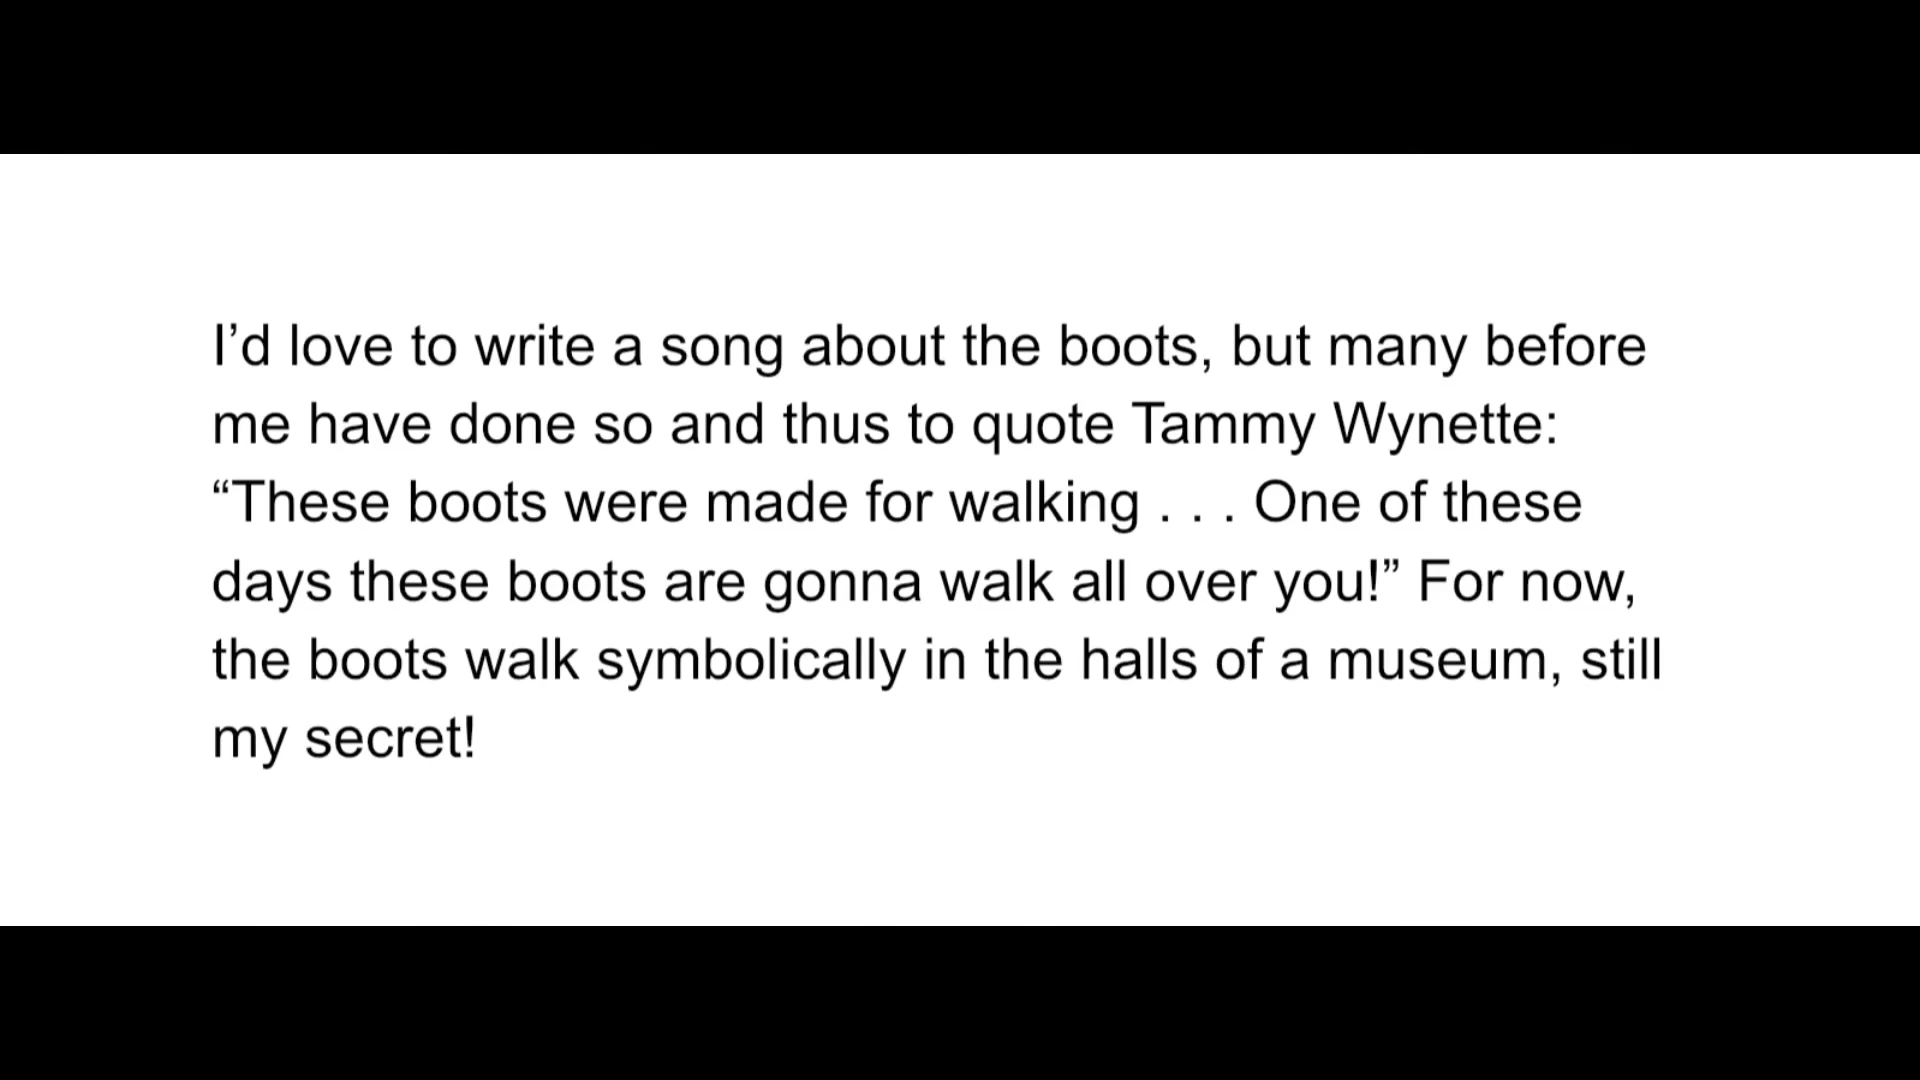 I’d love to write a song about the boots, but many before
me have done so and thus to quote Tammy Wynette:
“These boots were made for walking . . . One of these
days these boots are gonna walk all over you!” For now,
the boots walk symbolically in the halls of a museum, still
my secret!